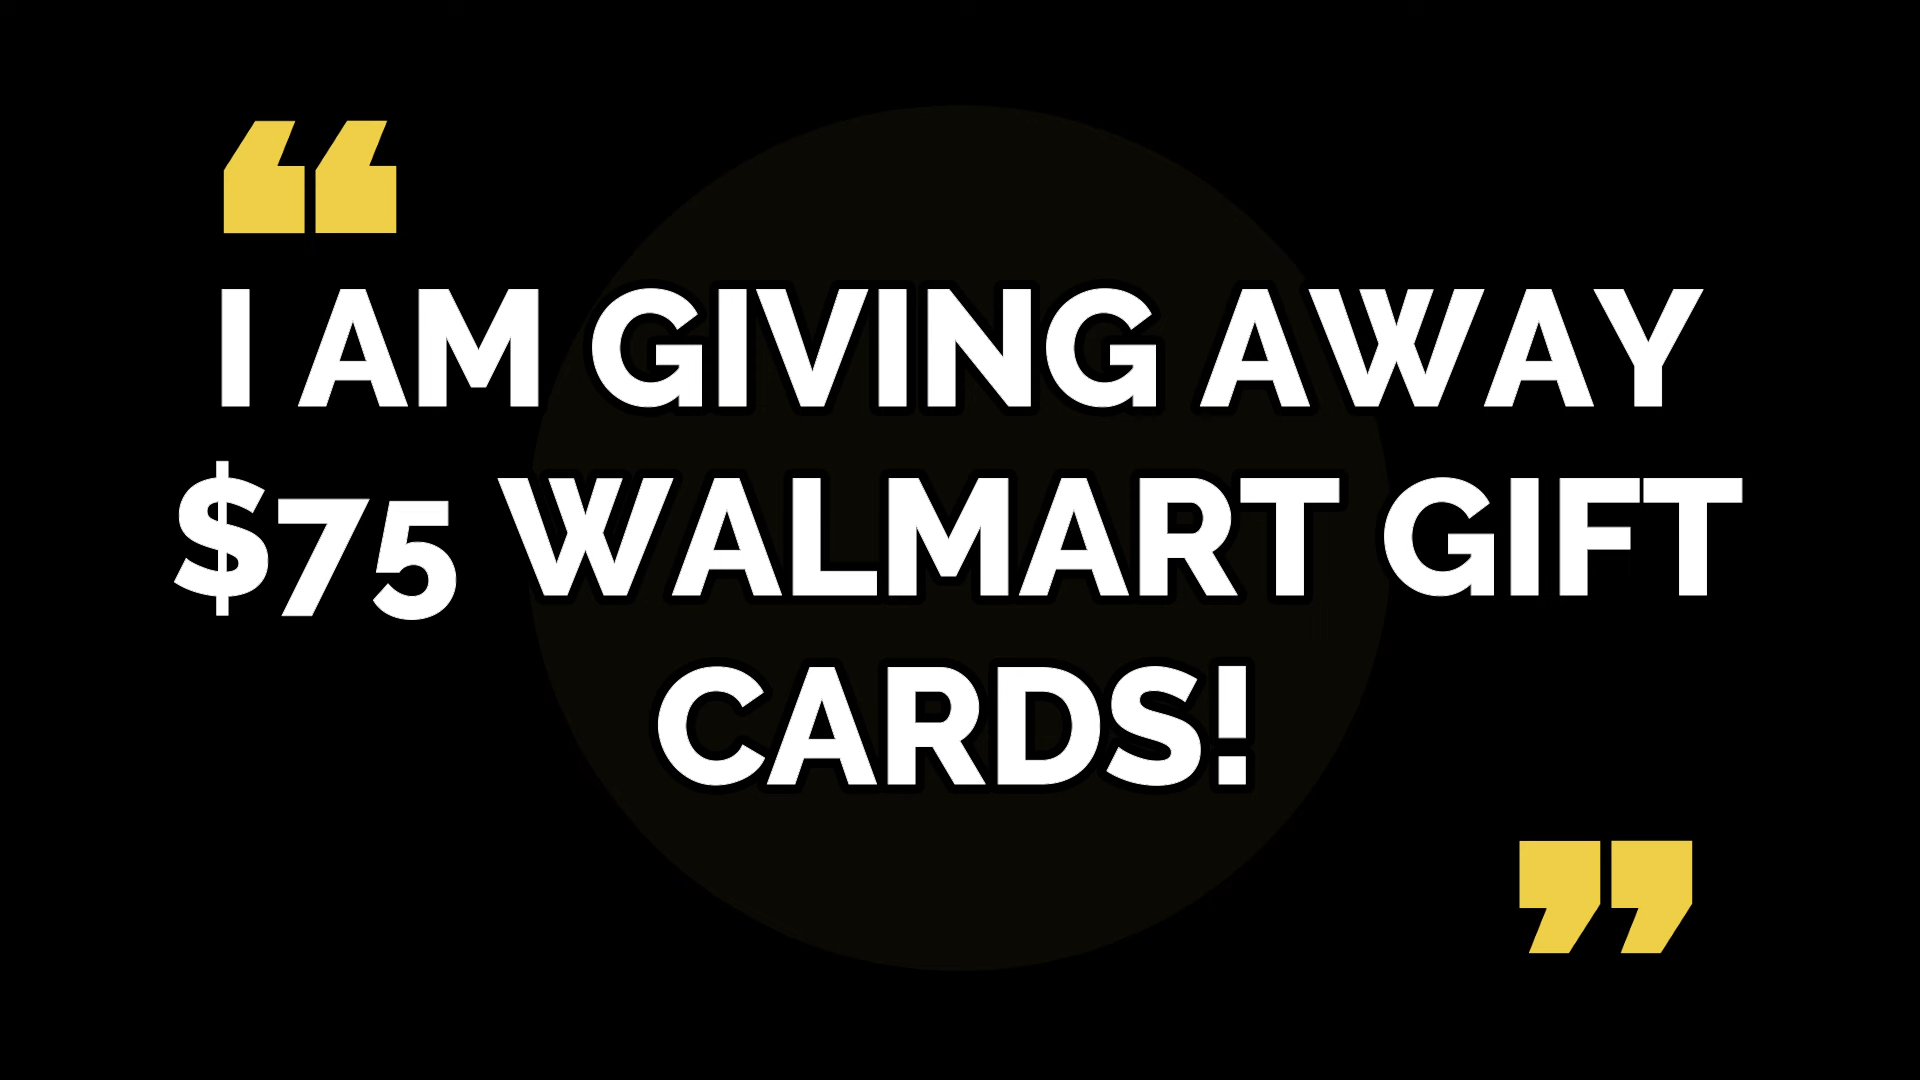 “
I AM GIVING AWAY
$75 WALMART GIFT
CARDS!
”